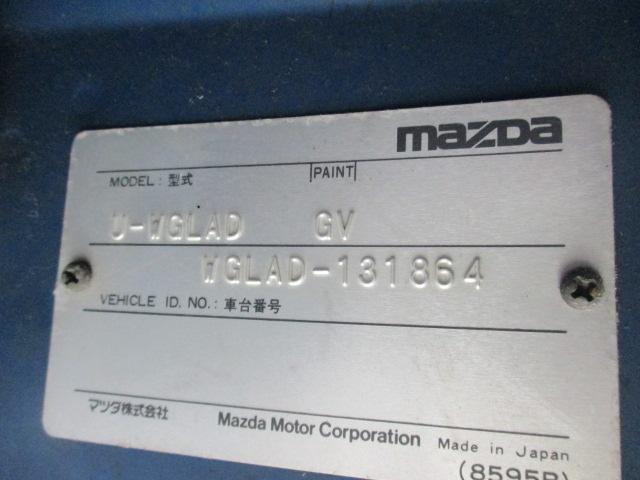 mazda
MODEL : 型式 PAINT
U-WGLAD GV
WGLAD-131864
VEHICLE ID. NO. : 車台番号
マツダ株式会社 Mazda Motor Corporation Made in Japan
(8595B)